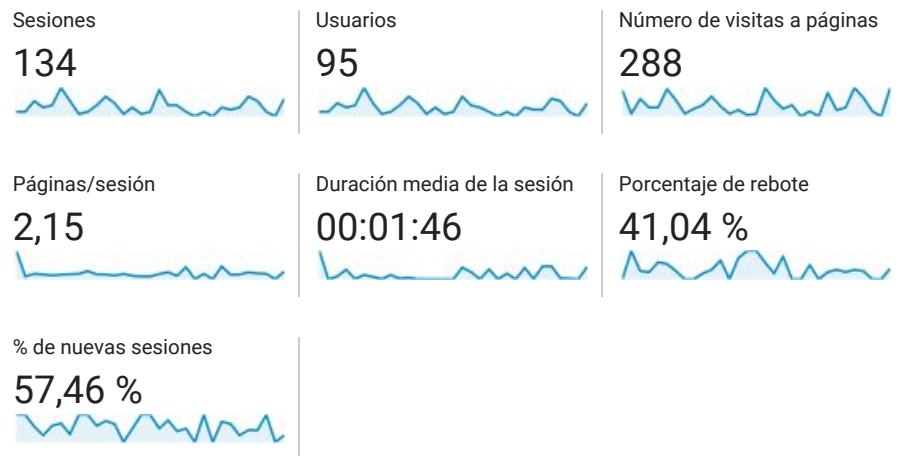 Sesiones
134
Usuarios
95
Número de visitas a páginas
288
Páginas/sesión
2,15
Duración media de la sesión
00:01:46
Porcentaje de rebote
41,04 %
% de nuevas sesiones
57,46 %